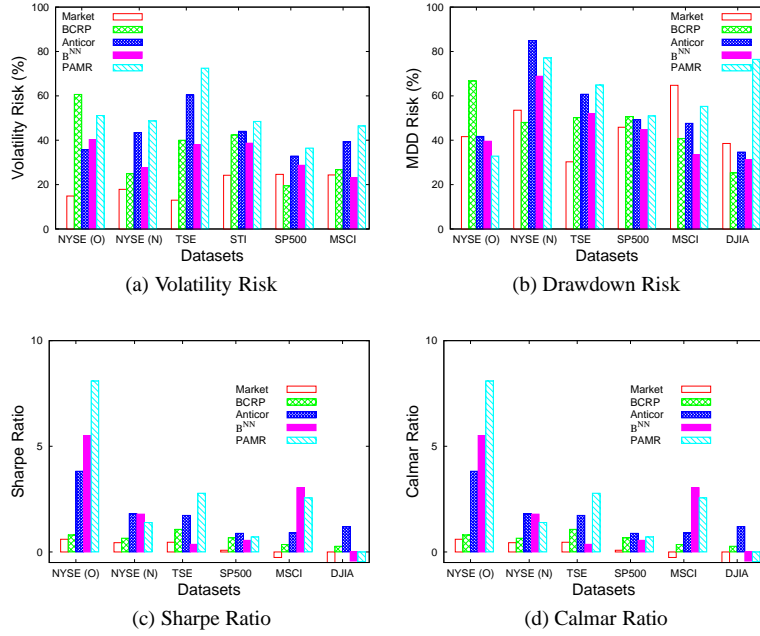 100
80
60
40
20
0
Volatility Risk (%)
Market
BCRP
Anticor
B^NN
PAMR
NYSE (O) NYSE (N) TSE STI SP500 MSCI
Datasets
(a) Volatility Risk
100
80
60
40
20
0
MDD Risk (%)
Market
BCRP
Anticor
B^NN
PAMR
NYSE (O) NYSE (N) TSE SP500 MSCI DJIA
Datasets
(b) Drawdown Risk
10
5
0
Sharpe Ratio
Market
BCRP
Anticor
B^NN
PAMR
NYSE (O) NYSE (N) TSE SP500 MSCI DJIA
Datasets
(c) Sharpe Ratio
10
5
0
Calmar Ratio
Market
BCRP
Anticor
B^NN
PAMR
NYSE (O) NYSE (N) TSE SP500 MSCI DJIA
Datasets
(d) Calmar Ratio